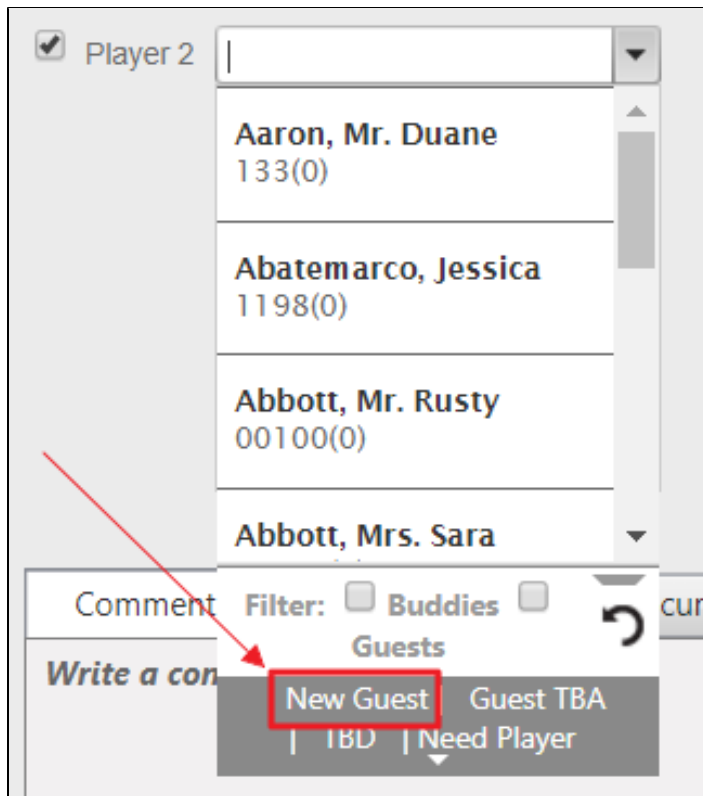 Player 2
Aaron, Mr. Duane
133(0)
Abatemarco, Jessica
1198(0)
Abbott, Mr. Rusty
00100(0)
Abbott, Mrs. Sara
Comment
Filter: Buddies
Guests
Write a
New Guest | Guest TBA
| TBD | Need Player